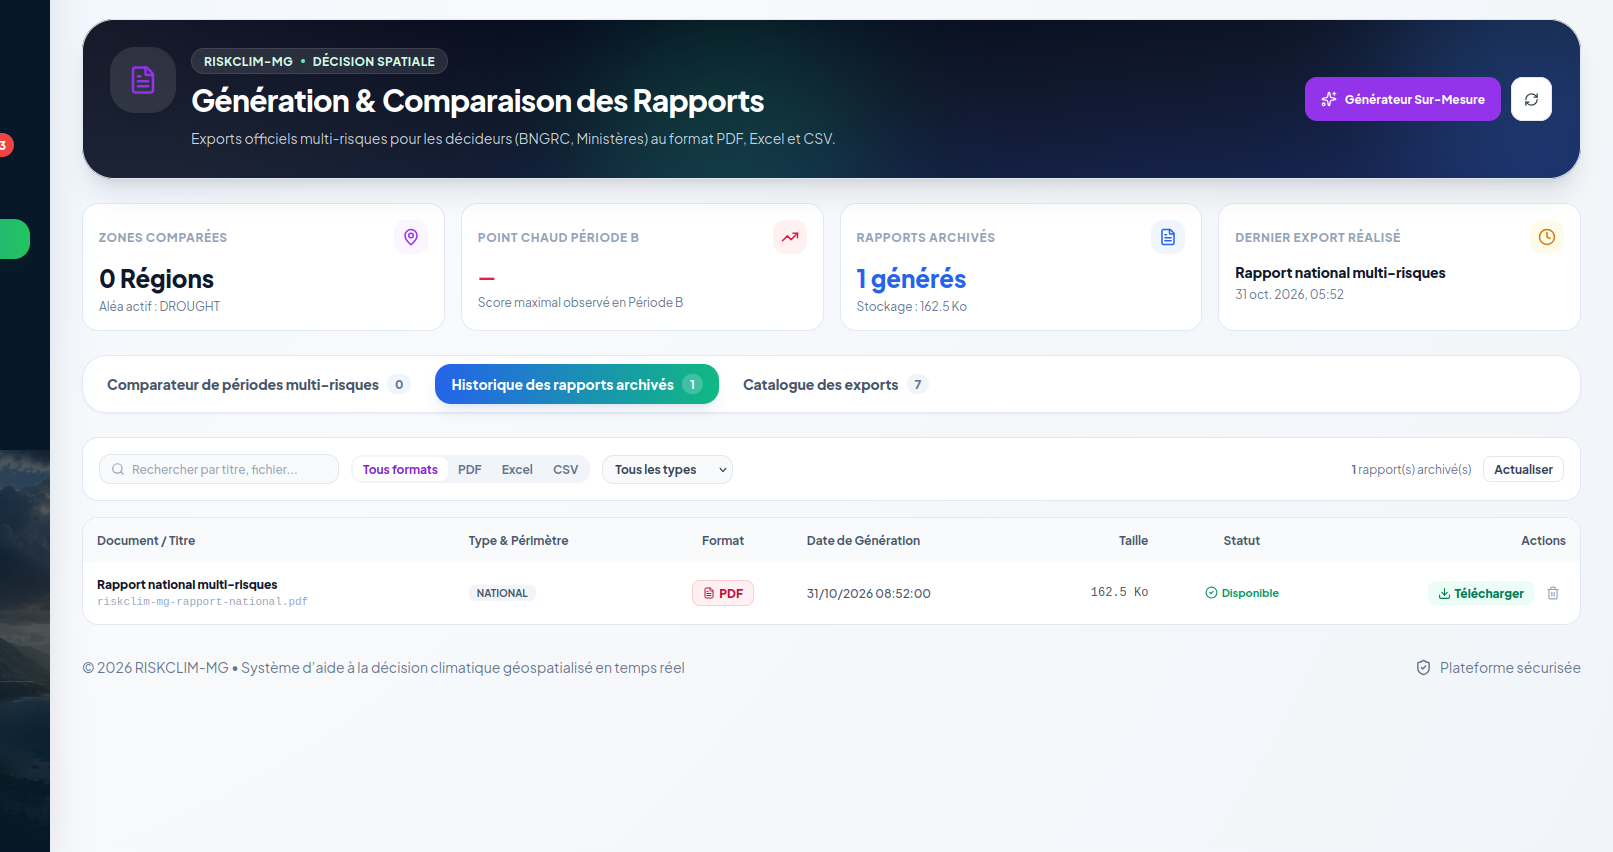 3
RISKCLIM-MG • DÉCISION SPATIALE
Génération & Comparaison des Rapports
Exports officiels multi-risques pour les décideurs (BNGRC, Ministères) au format PDF, Excel et CSV.
Générateur Sur-Mesure
ZONES COMPARÉES
0 Régions
Aléa actif : DROUGHT
POINT CHAUD PÉRIODE B
—
Score maximal observé en Période B
RAPPORTS ARCHIVÉS
1 générés
Stockage : 162.5 Ko
DERNIER EXPORT RÉALISÉ
Rapport national multi-risques
31 oct. 2026, 05:52
Comparateur de périodes multi-risques 0
Historique des rapports archivés 1
Catalogue des exports 7
Rechercher par titre, fichier...
Tous formats PDF Excel CSV
Tous les types
1 rapport(s) archivé(s)
Actualiser
Document / Titre Type & Périmètre Format Date de Génération Taille Statut Actions
Rapport national multi-risques
riskclim-mg-rapport-national.pdf
NATIONAL
PDF
31/10/2026 08:52:00
162.5 Ko
Disponible
Télécharger
© 2026 RISKCLIM-MG • Système d'aide à la décision climatique géospatialisé en temps réel
Plateforme sécurisée